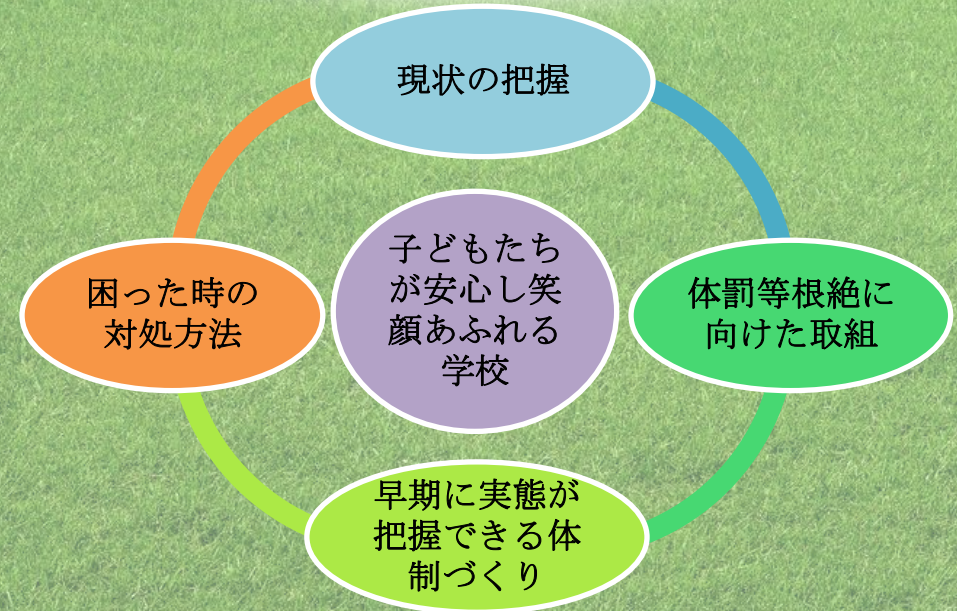 現状の把握
子どもたち
が安心し笑
顔あふれる
学校
困った時の
対処方法
体罰等根絶に
向けた取組
早期に実態が
把握できる体
制づくり